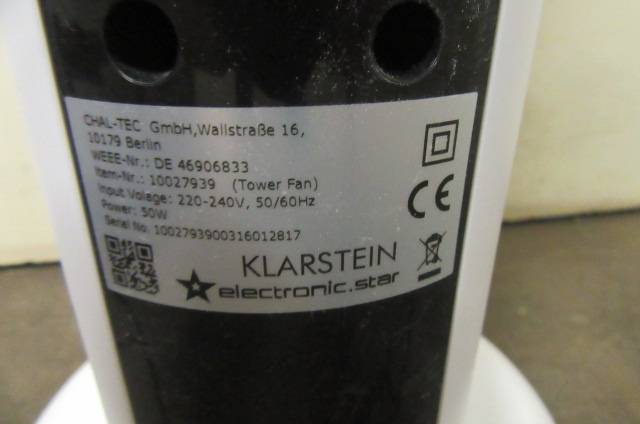 CHAL-TEC GmbH,Wallstraße 16,
10179 Berlin
WEEE-Nr.: DE 46906833
Item-Nr.: 10027939 (Tower Fan)
Input Volage: 220-240V, 50/60Hz
Power: 50W
Serial No. 1002793900316012817
KLARSTEIN
electronic.star
CE